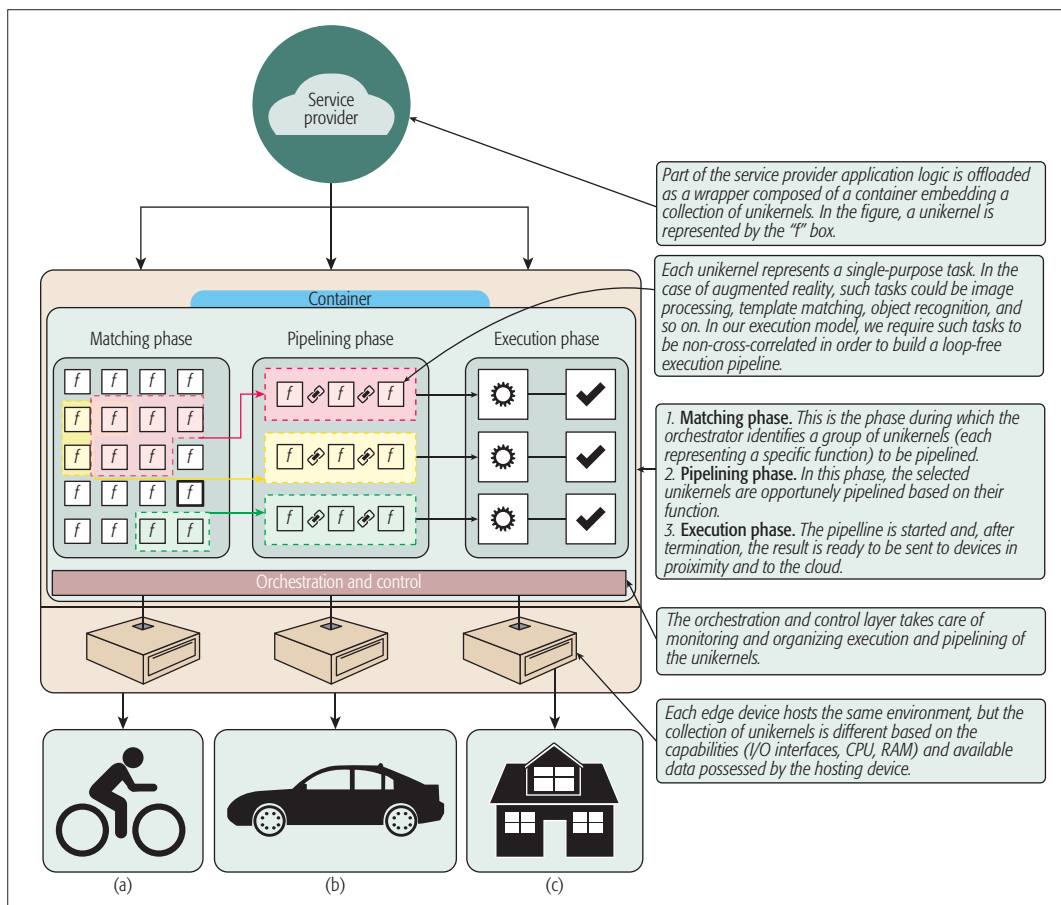 Service
provider
Part of the service provider application logic is offloaded
as a wrapper composed of a container embedding a
collection of unikernels. In the figure, a unikernel is
represented by the “f” box.
Each unikernel represents a single-purpose task. In the
case of augmented reality, such tasks could be image
processing, template matching, object recognition, and
so on. In our execution model, we require such tasks to
be non-cross-correlated in order to build a loop-free
execution pipeline.
Container
Matching phase
Pipelining phase
Execution phase
f f f f
f f f f
f f f f
f f f f
f f f f
f f f
f f f
f f f
1. Matching phase. This is the phase during which the
orchestrator identifies a group of unikernels (each
representing a specific function) to be pipelined.
2. Pipelining phase. In this phase, the selected
unikernels are opportunely pipelined based on their
function.
3. Execution phase. The pipelline is started and, after
termination, the result is ready to be sent to devices in
proiximity and to the cloud.
Orchestration and control
The orchestration and control layer takes care of
monitoring and organizing execution and pipelining of
the unikernels.
Each edge device hosts the same environment, but the
collection of unikernels is different based on the
capabilities (I/O interfaces, CPU, RAM) and available
data possessed by the hosting device.
(a)
(b)
(c)